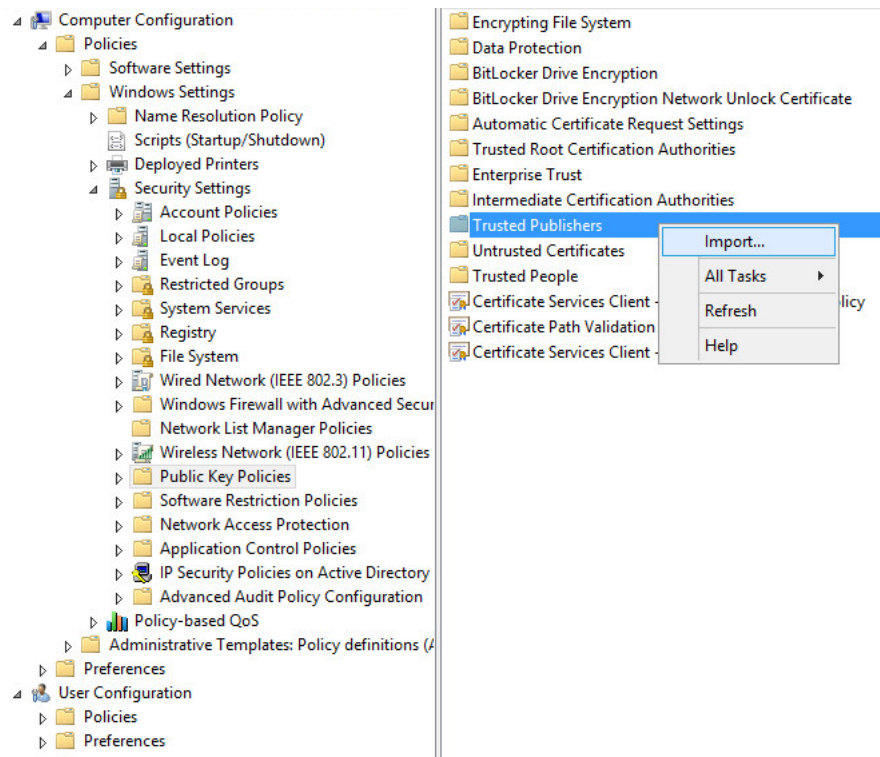 Computer Configuration
Policies
Software Settings
Windows Settings
Name Resolution Policy
Scripts (Startup/Shutdown)
Deployed Printers
Security Settings
Account Policies
Local Policies
Event Log
Restricted Groups
System Services
Registry
File System
Wired Network (IEEE 802.3) Policies
Windows Firewall with Advanced Secur
Network List Manager Policies
Wireless Network (IEEE 802.11) Policies
Public Key Policies
Software Restriction Policies
Network Access Protection
Application Control Policies
IP Security Policies on Active Directory
Advanced Audit Policy Configuration
Policy-based QoS
Administrative Templates: Policy definitions (A
Preferences
User Configuration
Policies
Preferences
Encrypting File System
Data Protection
BitLocker Drive Encryption
BitLocker Drive Encryption Network Unlock Certificate
Automatic Certificate Request Settings
Trusted Root Certification Authorities
Enterprise Trust
Intermediate Certification Authorities
Trusted Publishers
Untrusted Certificates
Trusted People
Certificate Services Client - licy
Certificate Path Validation
Certificate Services Client -
Import...
All Tasks
Refresh
Help